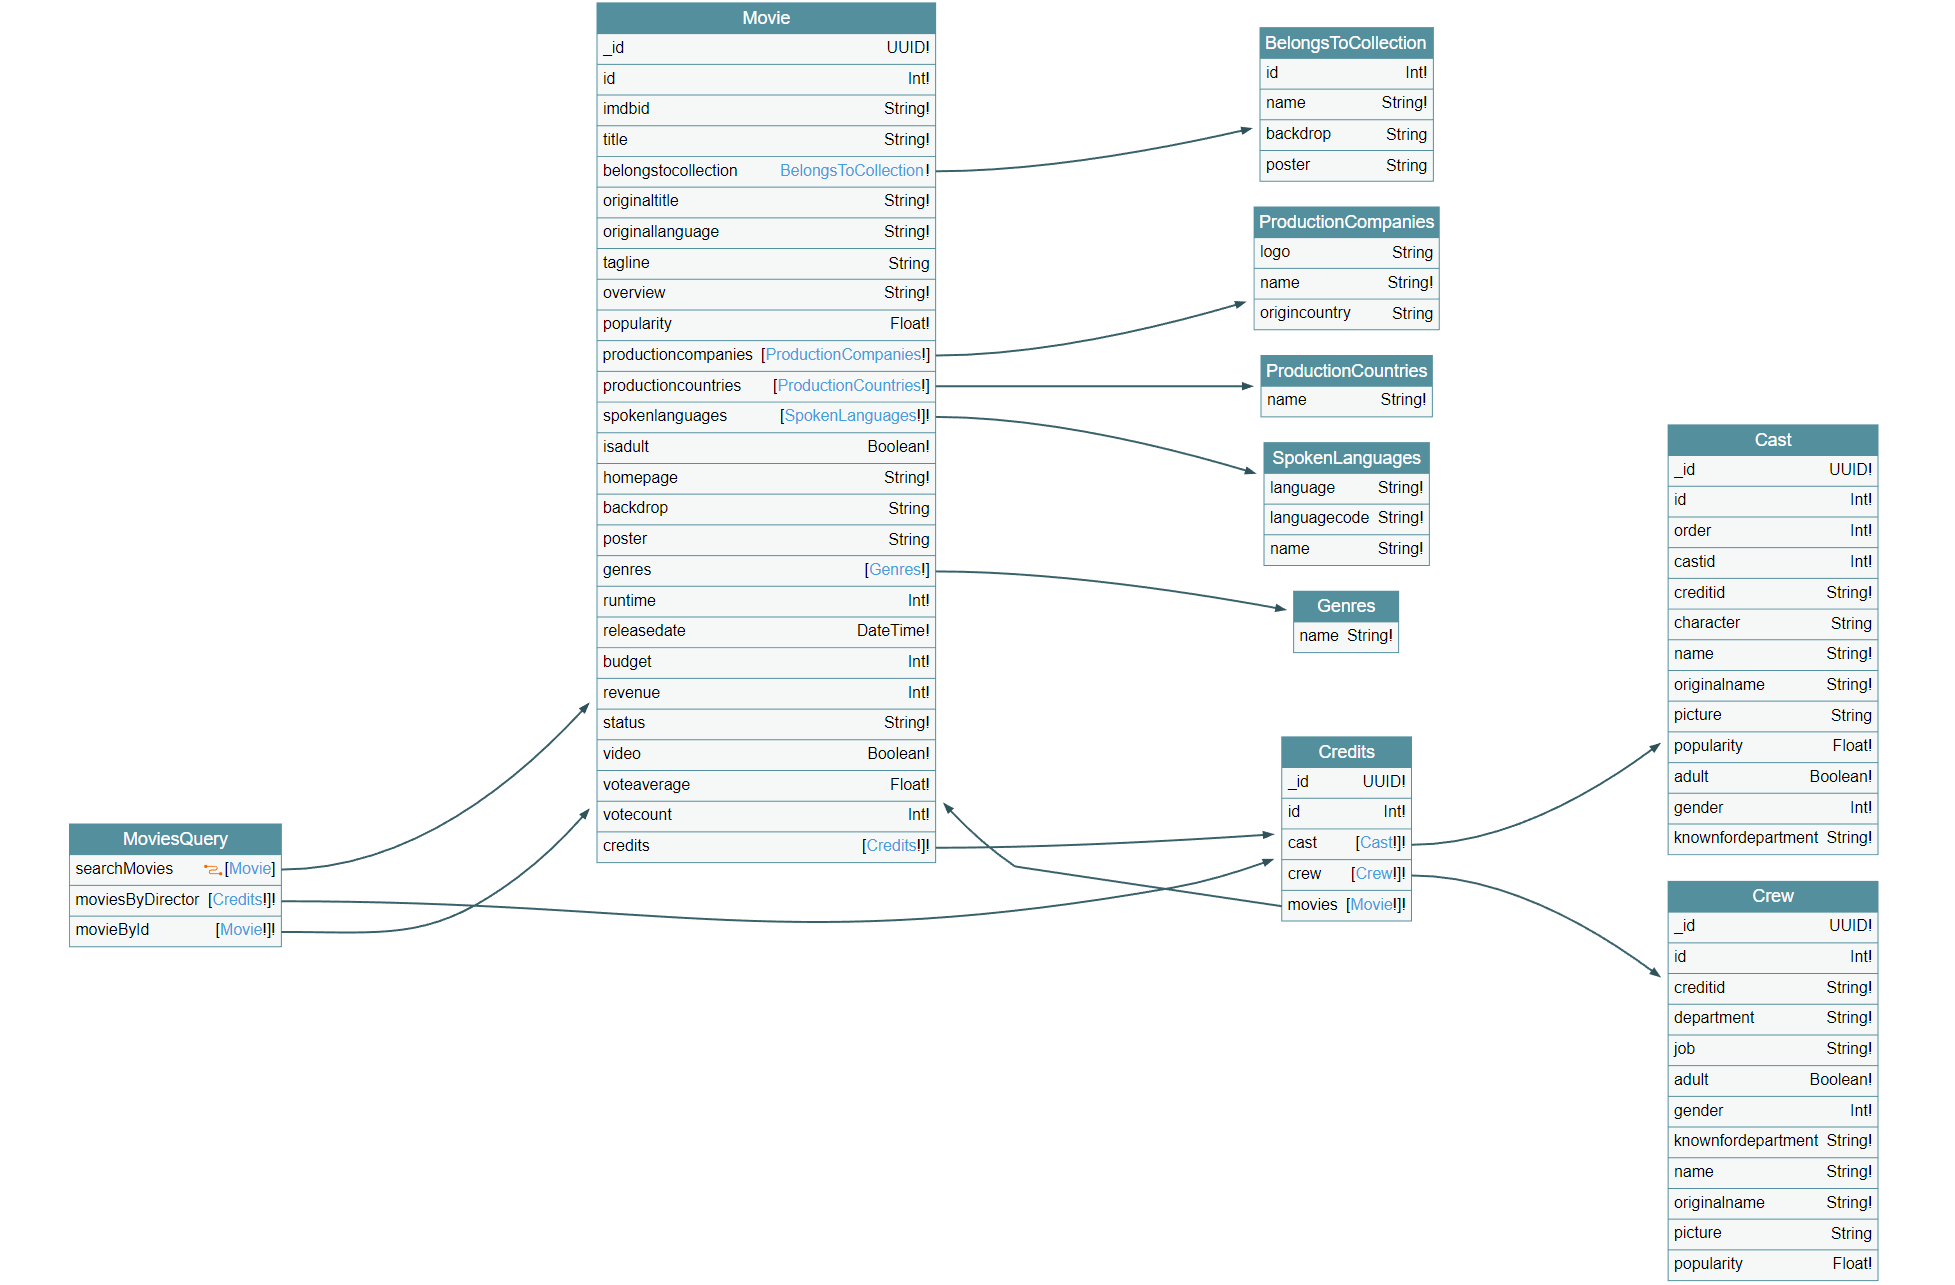 Movie
_id UUID!
id Int!
imdbid String!
title String!
belongstocollection BelongsToCollection!
originaltitle String!
originallanguage String!
tagline String
overview String!
popularity Float!
productioncompanies [ProductionCompanies!]
productioncountries [ProductionCountries!]
spokenlanguages [SpokenLanguages!]!
isadult Boolean!
homepage String!
backdrop String
poster String
genres [Genres!]
runtime Int!
releasedate DateTime!
budget Int!
revenue Int!
status String!
video Boolean!
voteaverage Float!
votecount Int!
credits [Credits!]!
MoviesQuery
searchMovies [Movie]
moviesByDirector [Credits!]!
movieById [Movie!]!
BelongsToCollection
id Int!
name String!
backdrop String
poster String
ProductionCompanies
logo String
name String!
origincountry String
ProductionCountries
name String!
SpokenLanguages
language String!
languagecode String!
name String!
Genres
name String!
Credits
_id UUID!
id Int!
cast [Cast!]!
crew [Crew!]!
movies [Movie!]!
Cast
_id UUID!
id Int!
order Int!
castid Int!
creditid String!
character String
name String!
originalname String!
picture String
popularity Float!
adult Boolean!
gender Int!
knownfordepartment String!
Crew
_id UUID!
id Int!
creditid String!
department String!
job String!
adult Boolean!
gender Int!
knownfordepartment String!
name String!
originalname String!
picture String
popularity Float!